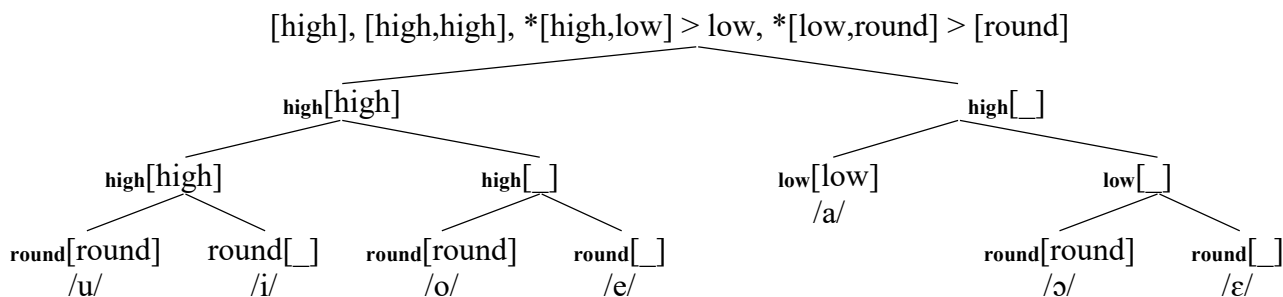 [high], [high,high], *[high,low] > low, *[low,round] > [round]
high[high] high[_]
high[high] high[_] low[low] low[_]
/a/
round[round] round[_] round[round] round[_] round[round] round[_]
/u/ /i/ /o/ /e/ /ɔ/ /ɛ/